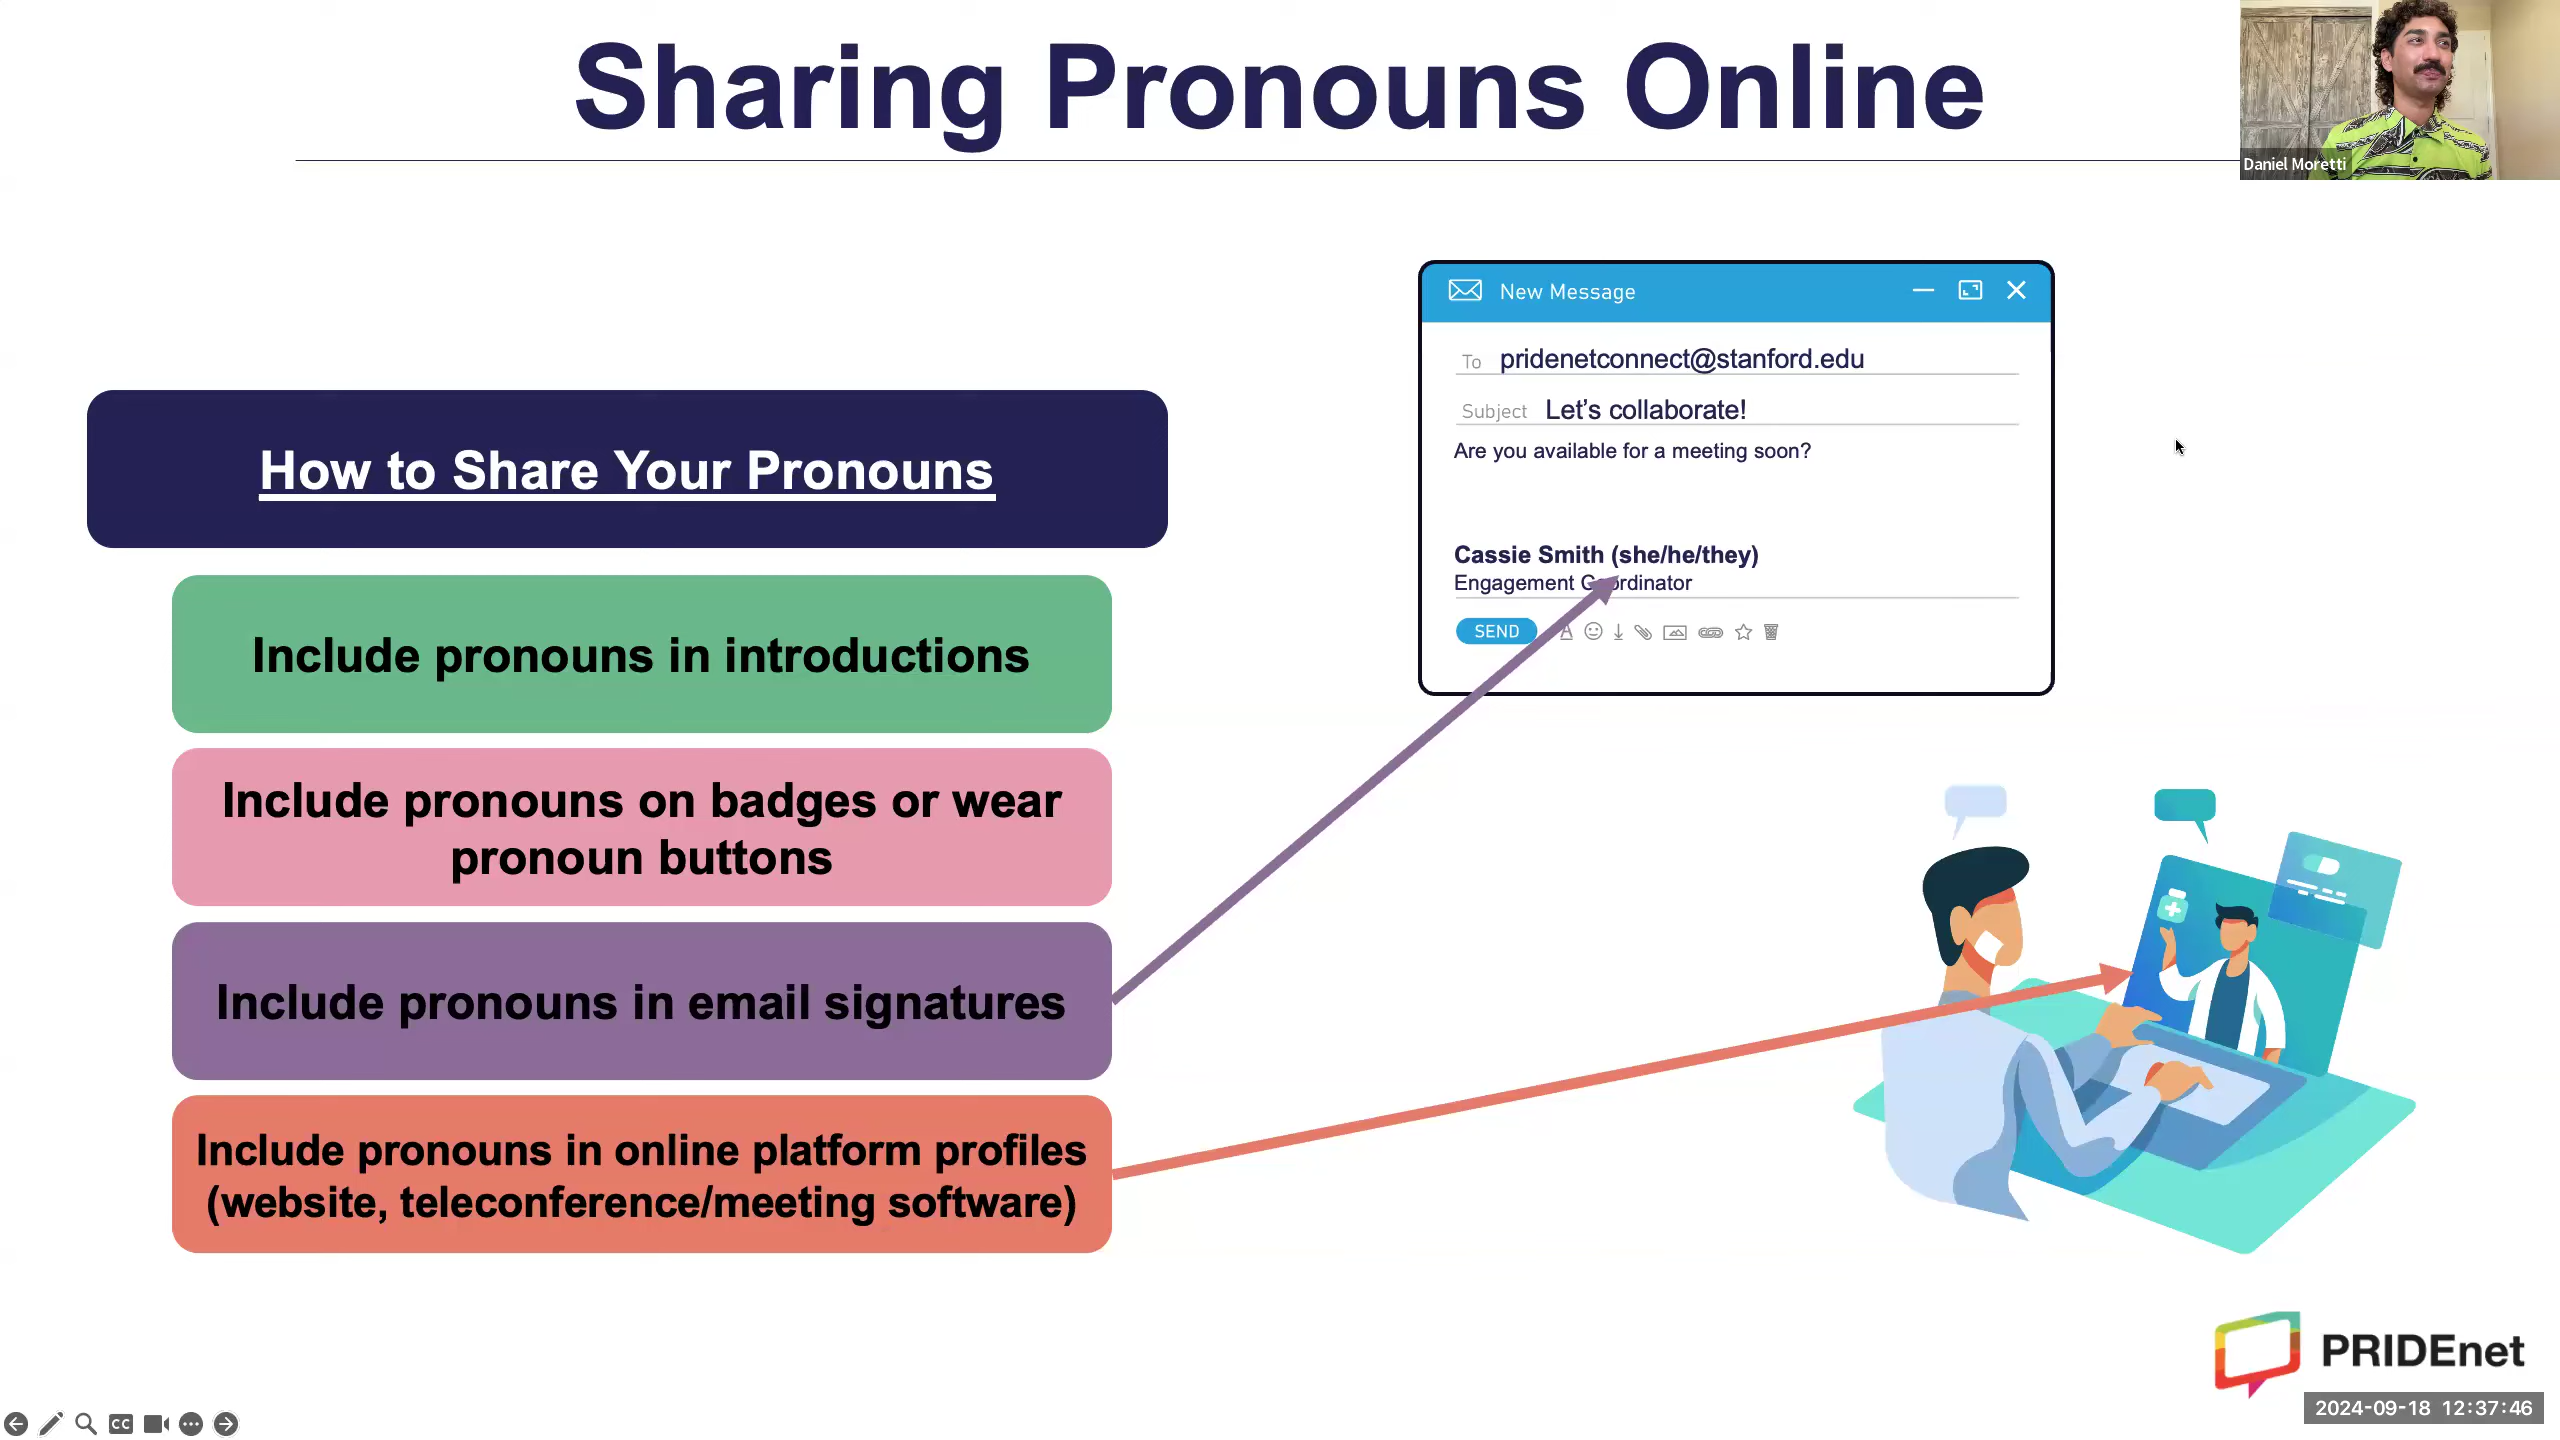 Sharing Pronouns Online
Daniel Moretti
How to Share Your Pronouns
Include pronouns in introductions
Include pronouns on badges or wear
pronoun buttons
Include pronouns in email signatures
Include pronouns in online platform profiles
(website, teleconference/meeting software)
New Message
To pridenetconnect@stanford.edu
Subject Let’s collaborate!
Are you available for a meeting soon?
Cassie Smith (she/he/they)
Engagement Coordinator
SEND A
PRIDEnet
CC
2024-09-18 12:37:46